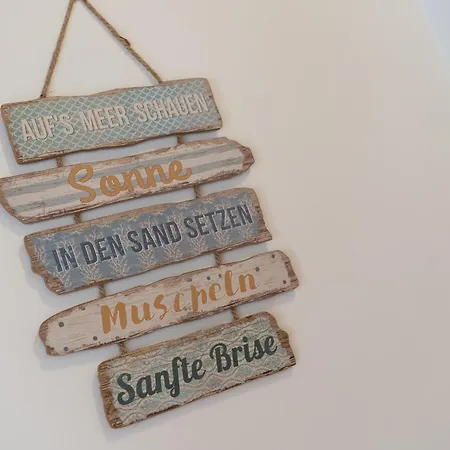 AUF'S MEER SCHAUEN
Sonne
IN DEN SAND SETZEN
Muscheln
Sanfte Brise